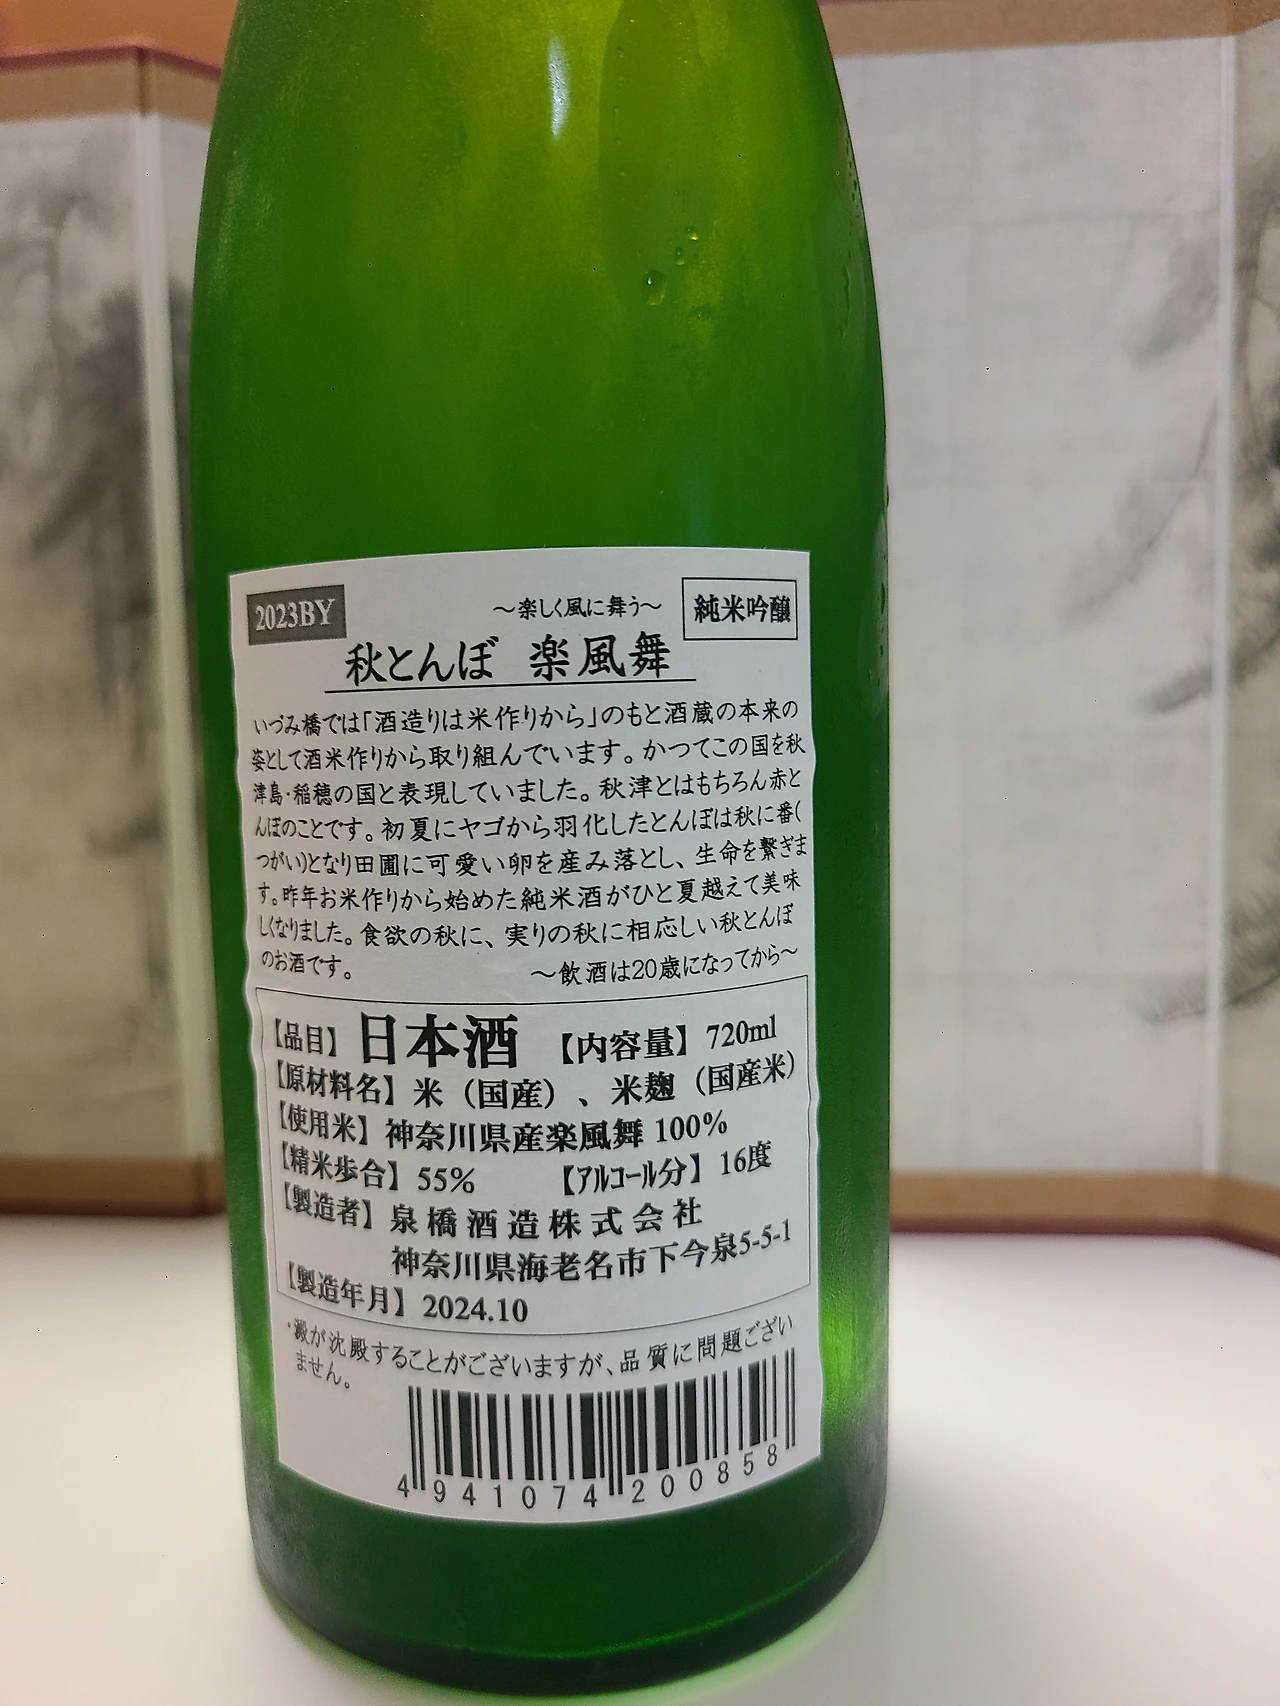 2023BY
～楽しく風に舞う～
純米吟醸
秋とんぼ 楽風舞
いづみ橋では「酒造りは米作りから」のもと酒蔵の本来の
姿として酒米作りから取り組んでいます。かつてこの国を秋
津島・稲穂の国と表現していました。秋津とはもちろん赤と
んぼのことです。初夏にヤゴから羽化したとんぼは秋に番(
つがい)となり田圃に可愛い卵を産み落とし、生命を繋ぎま
す。昨年お米作りから始めた純米酒がひと夏越えて美味
しくなりました。食欲の秋に、実りの秋に相応しい秋とんぼ
のお酒です。 ～飲酒は20歳になってから～
【品目】日本酒 【内容量】720ml
【原材料名】米（国産）、米麹（国産米）
【使用米】神奈川県産楽風舞 100%
【精米歩合】55% 【アルコール分】16度
【製造者】泉橋酒造株式会社
神奈川県海老名市下今泉5-5-1
【製造年月】2024.10
・澱が沈殿することがございますが、品質に問題ござい
ません。
4941074200858